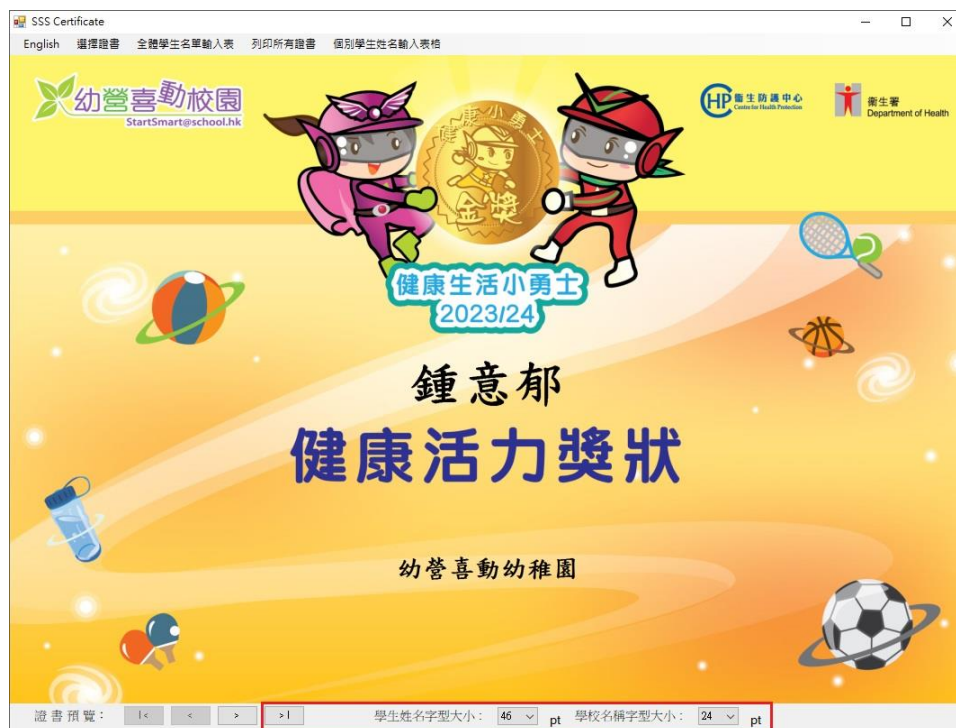 SSS Certificate
English 選擇證書 全體學生名單輸入表 列印所有證書 個別學生姓名輸入表格
幼營喜動校園
StartSmart@school.hk
健康小勇士
金獎
CHP 衞生防護中心
Centre for Health Protection
衞生署
Department of Health
健康生活小勇士
2023/24
鍾意郁
健康活力獎狀
幼營喜動幼稚園
證書預覽： |< < > >| 學生姓名字型大小： 46 pt 學校名稱字型大小： 24 pt